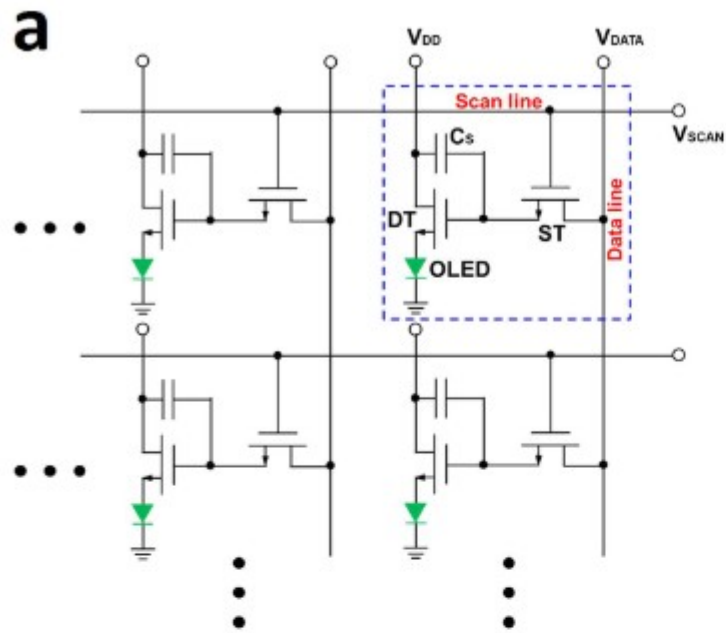 a
VDD
VDATA
Scan line
VSCAN
Cs
DT
ST
Data line
OLED